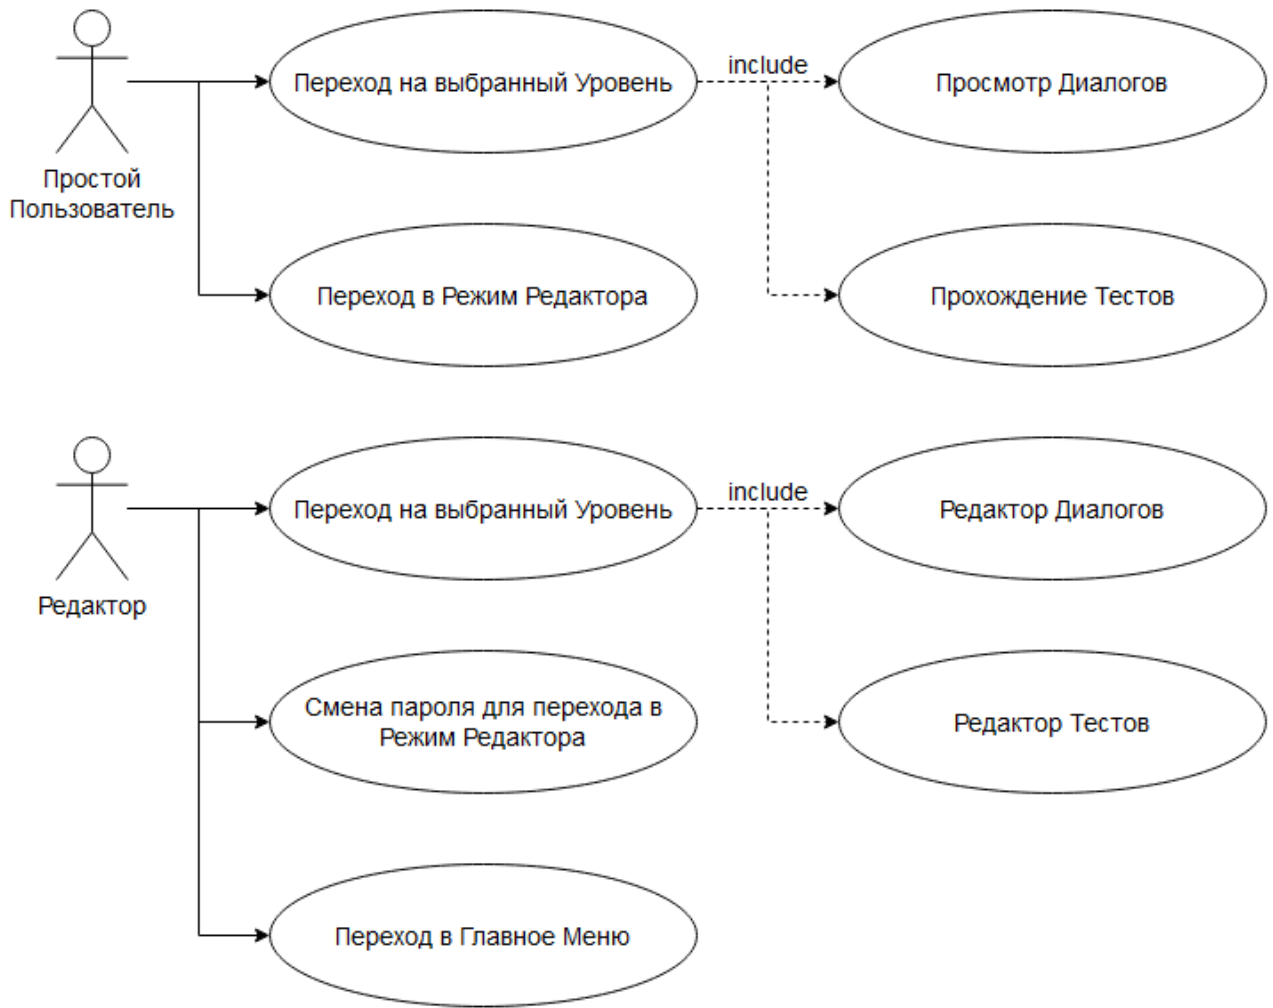 Переход на выбранный Уровень
include
Просмотр Диалогов
Простой
Пользователь
Переход в Режим Редактора
Прохождение Тестов
Переход на выбранный Уровень
include
Редактор Диалогов
Редактор
Смена пароля для перехода в
Режим Редактора
Редактор Тестов
Переход в Главное Меню